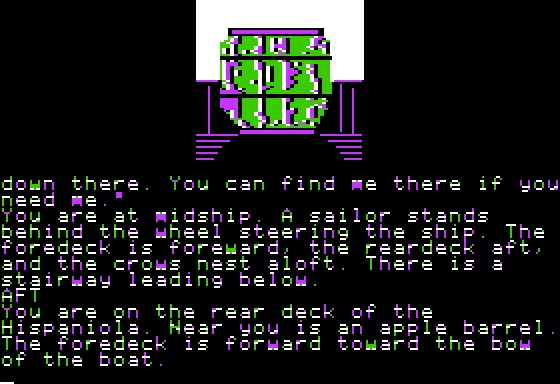 down there. You can find me there if you
need me.
You are at midship. A sailor stands
behind the wheel steering the ship. The
foredeck is foreward, the reardeck aft,
and the crows nest aloft. There is a
stairway leading below.
AFT
You are on the rear deck of the
Hispaniola. Near you is an apple barrel.
The foredeck is forward toward the bow
of the boat.